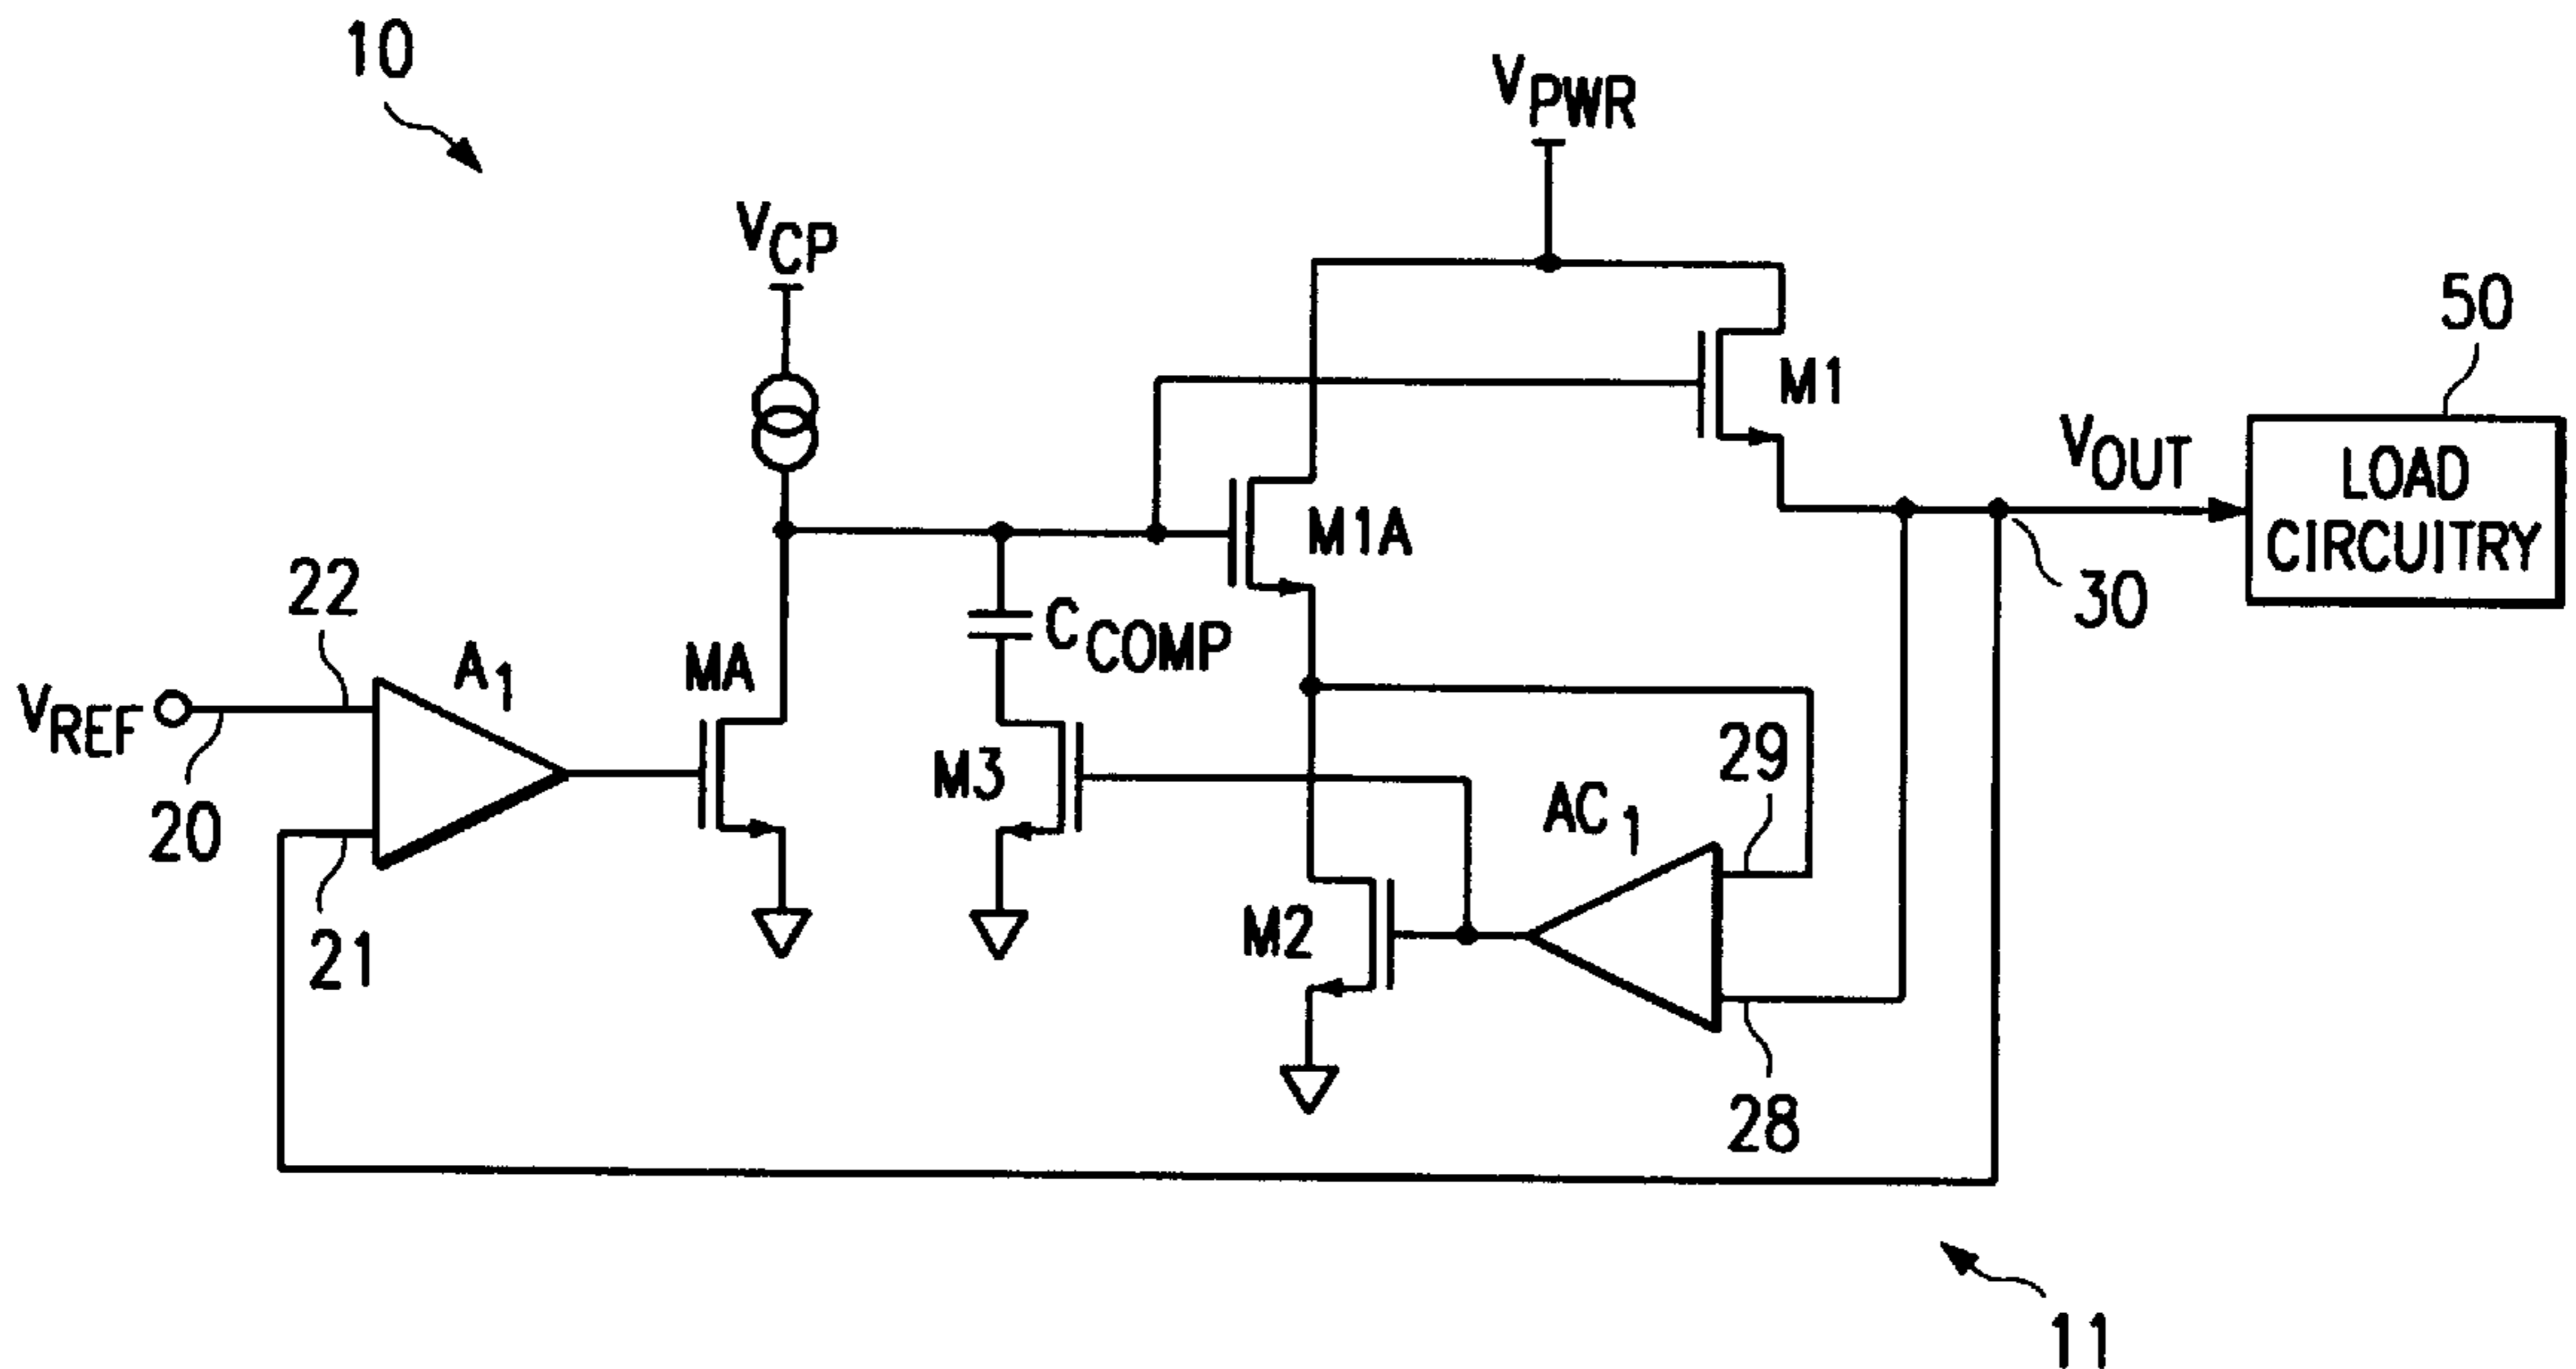 10
VPWR
VCP
50
M1
VOUT
LOAD
CIRCUITRY
M1A
22
30
CCOMP
A1
MA
VREF
M3
29
20
AC1
21
M2
28
11